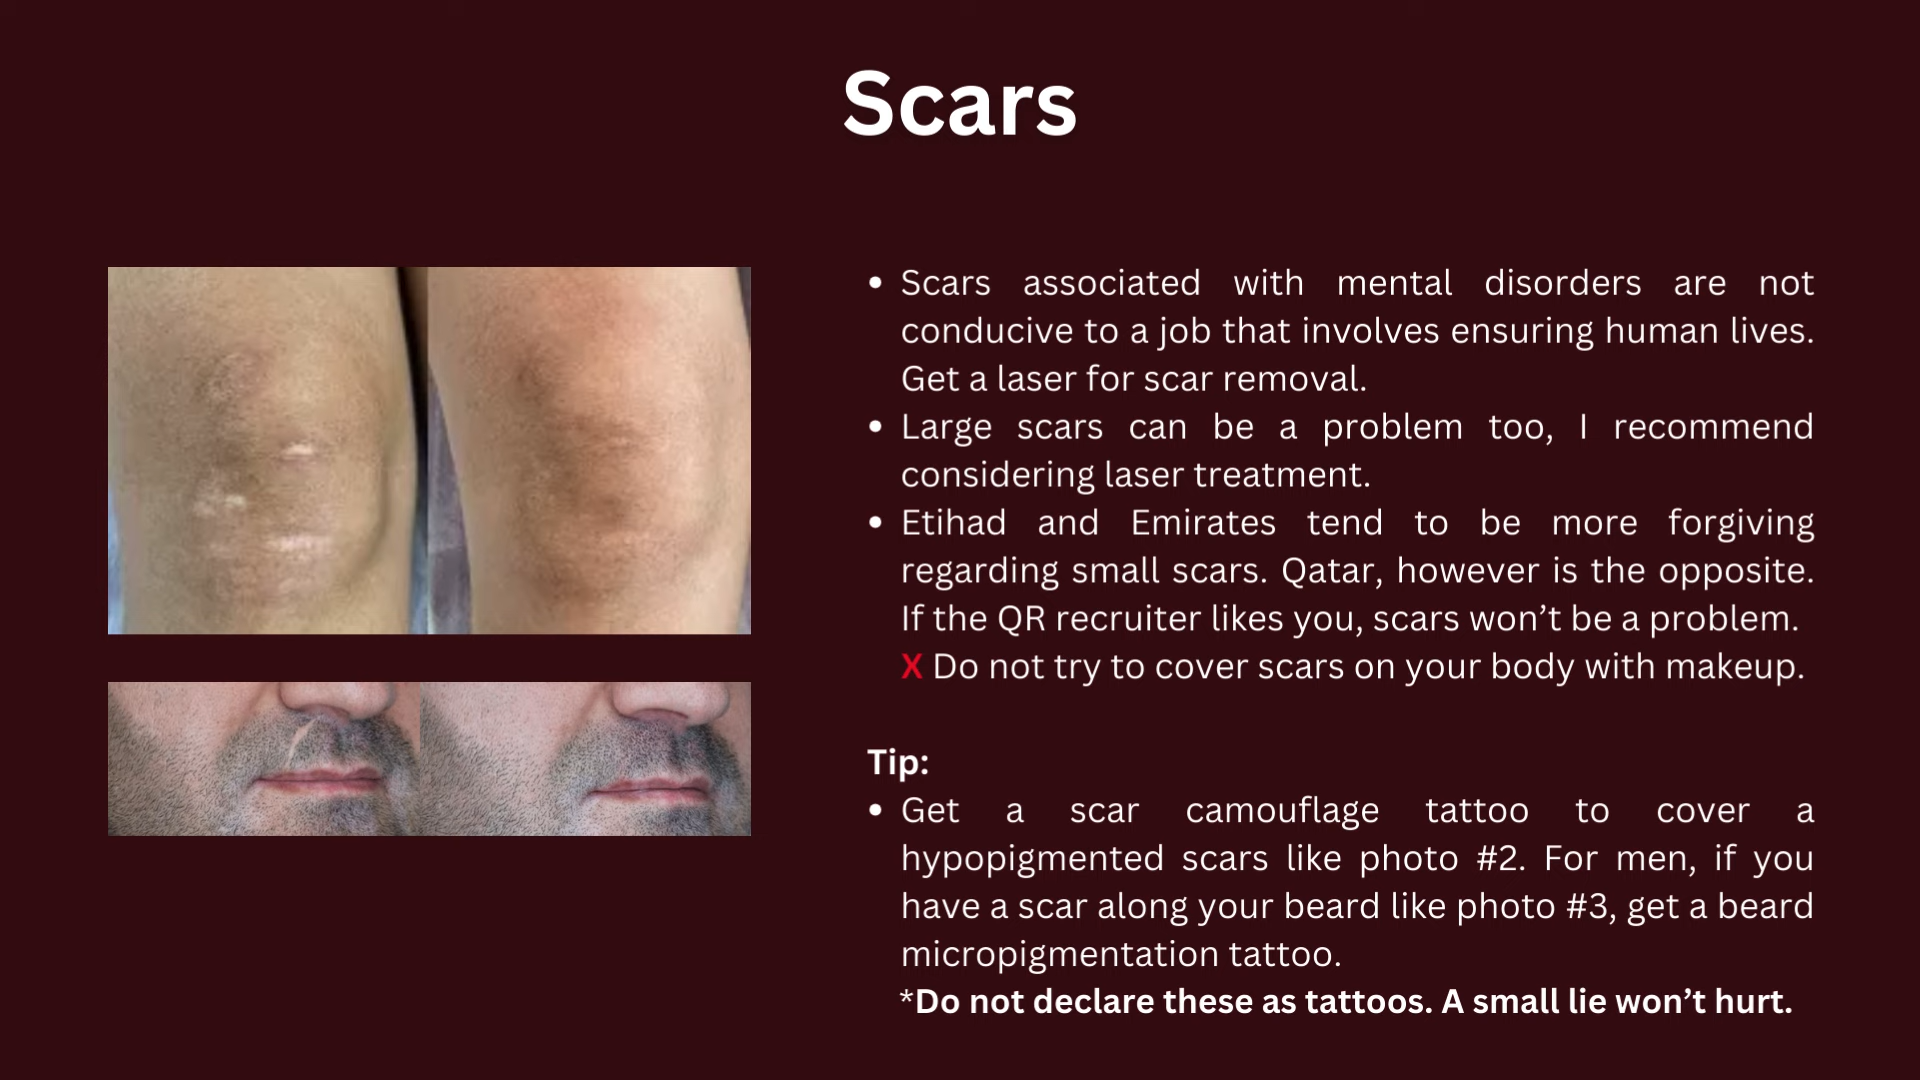 Scars
• Scars associated with mental disorders are not
conducive to a job that involves ensuring human lives.
Get a laser for scar removal.
• Large scars can be a problem too, I recommend
considering laser treatment.
• Etihad and Emirates tend to be more forgiving
regarding small scars. Qatar, however is the opposite.
If the QR recruiter likes you, scars won’t be a problem.
X Do not try to cover scars on your body with makeup.
Tip:
• Get a scar camouflage tattoo to cover a
hypopigmented scars like photo #2. For men, if you
have a scar along your beard like photo #3, get a beard
micropigmentation tattoo.
*Do not declare these as tattoos. A small lie won’t hurt.